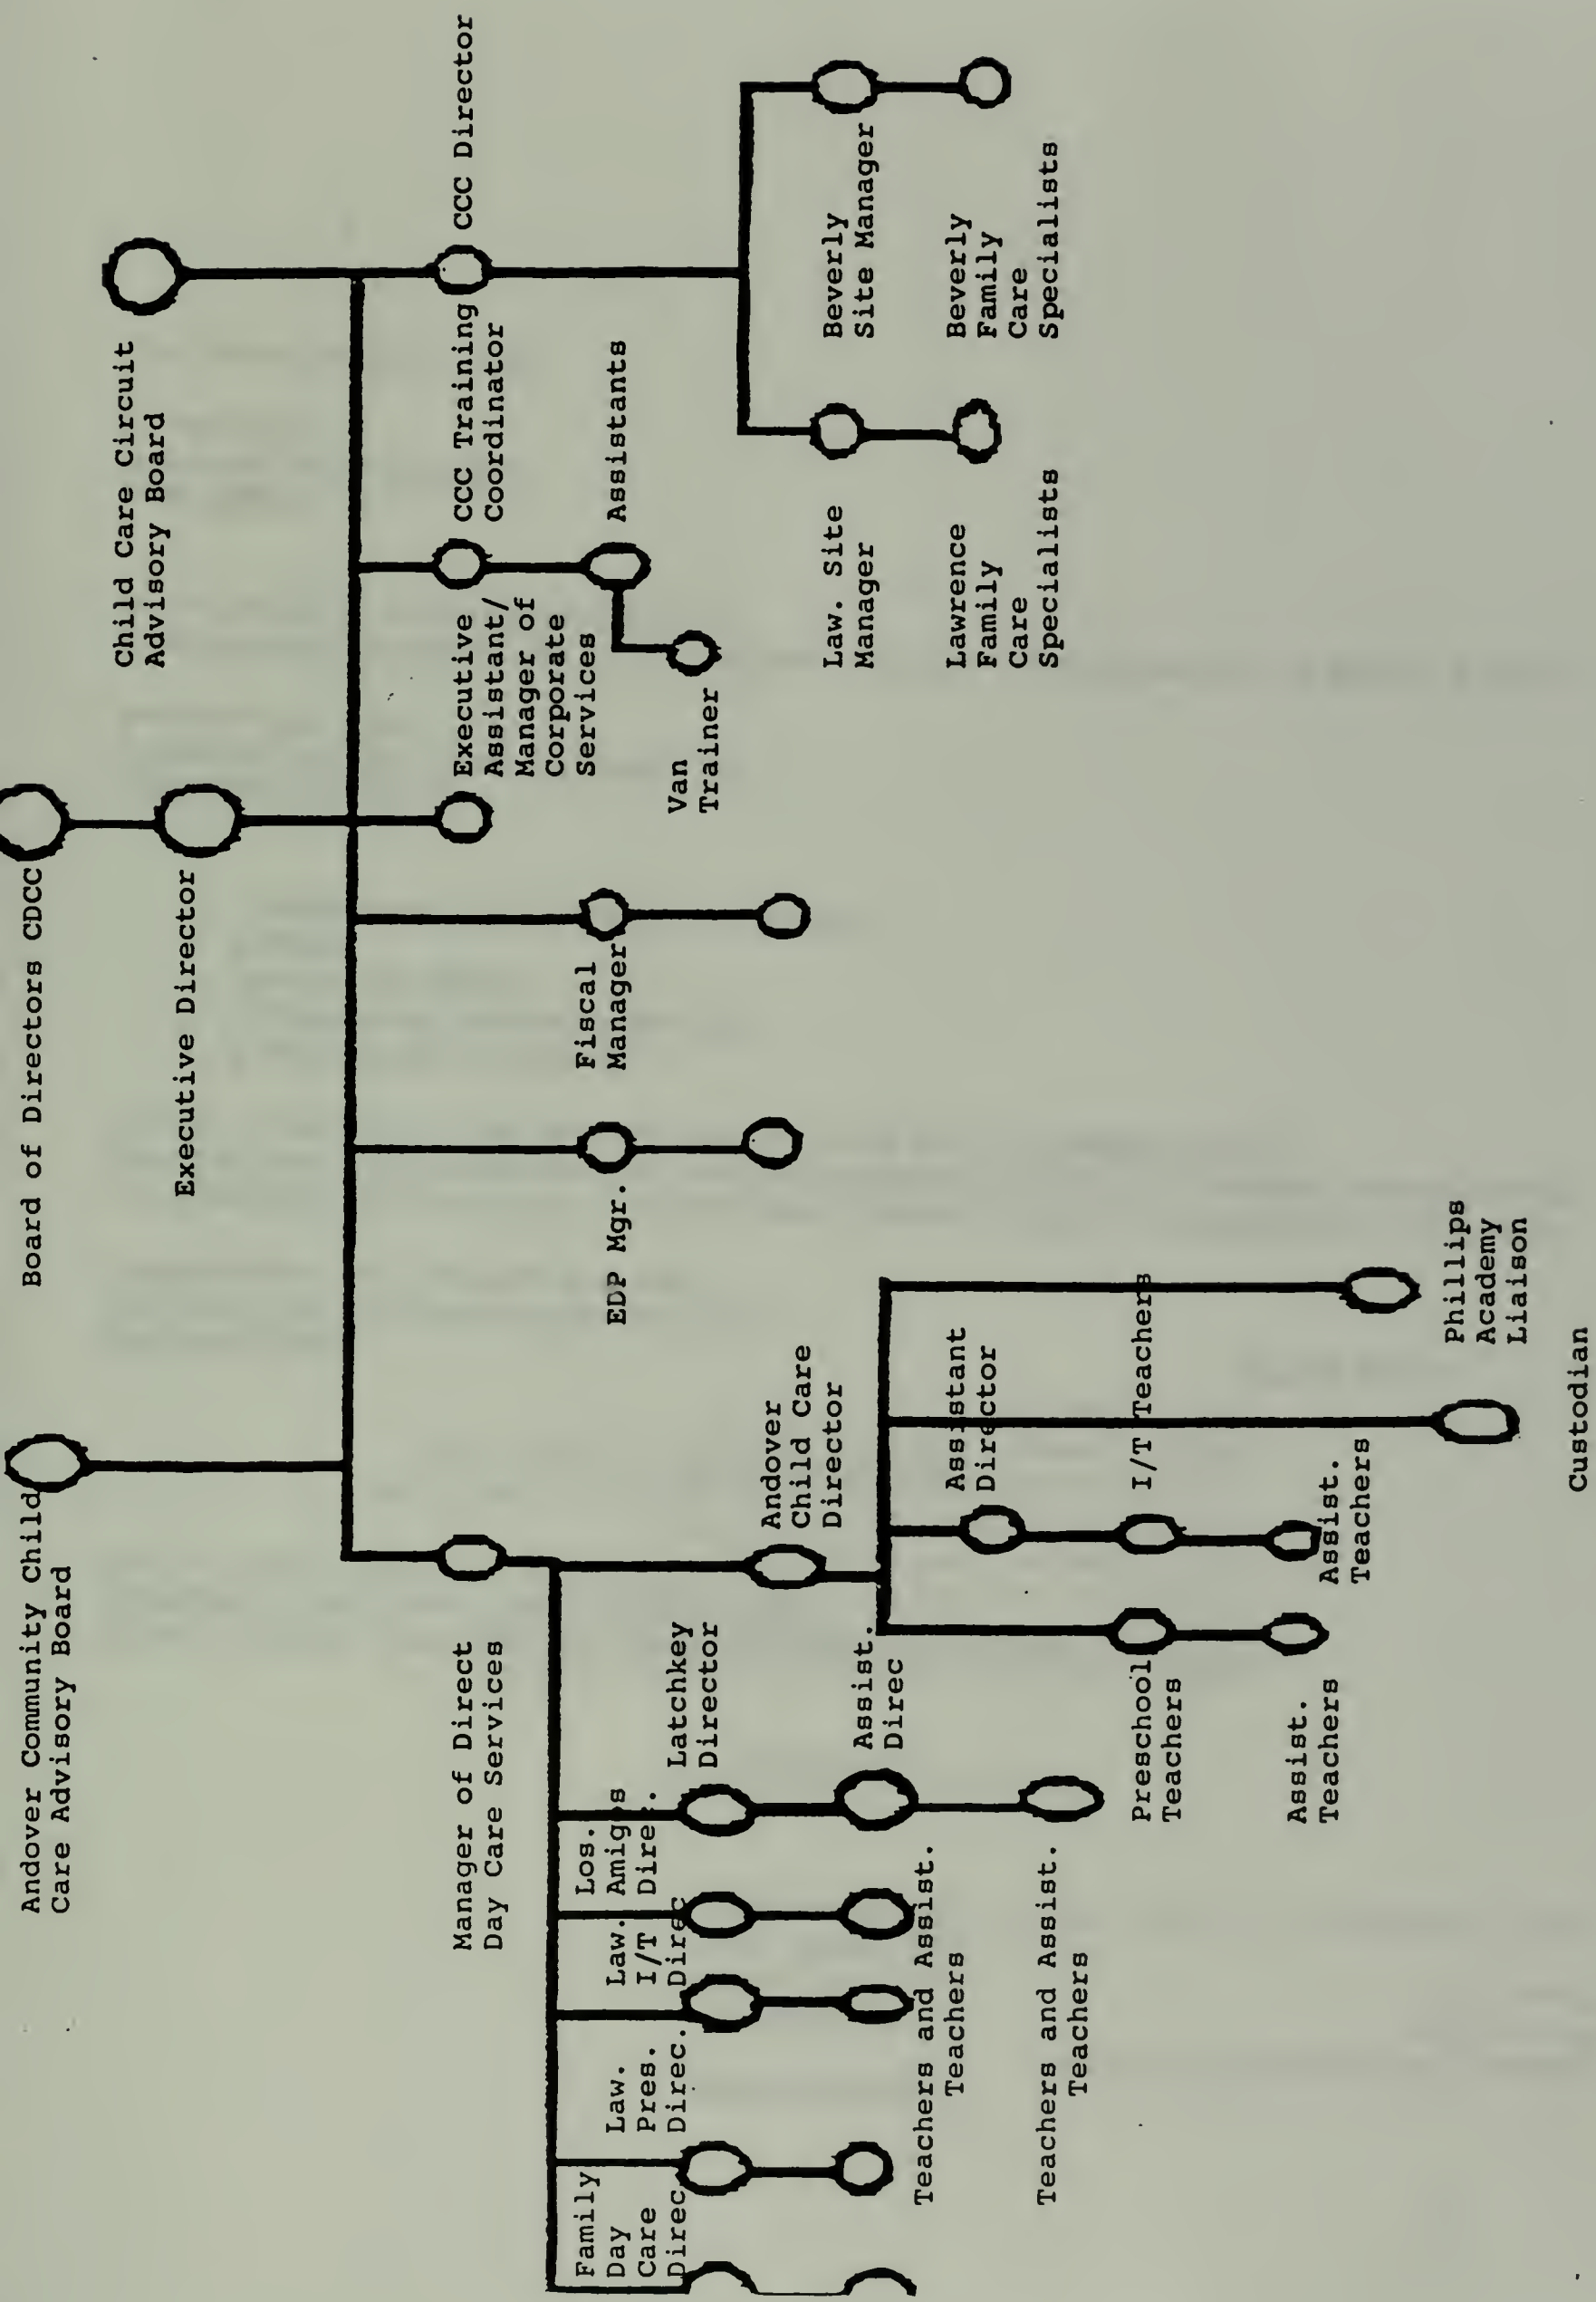 Andover Community Child
Care Advisory Board
Board of Directors CDCC
Executive Director
Child Care Circuit
Advisory Board
Manager of Direct
Day Care Services
EDP Mgr.
Fiscal
Manager
Executive
Assistant/
Manager of
Corporate
Services
CCC Training
Coordinator
CCC Director
Assistants
Van
Trainer
Family
Day
Care
Direc
Law.
Pres.
Direc.
Law.
I/T
Direc
Los.
Amigos
Direc.
Latchkey
Director
Andover
Child Care
Director
Law. Site
Manager
Beverly
Site Manager
Assist.
Direc
Teachers and Assist.
Teachers
Assistant
Director
Lawrence
Family
Care
Specialists
Beverly
Family
Care
Specialists
Teachers and Assist.
Teachers
Preschool
Teachers
I/T Teachers
Assist.
Teachers
Assist.
Teachers
Phillips
Academy
Liaison
Custodian